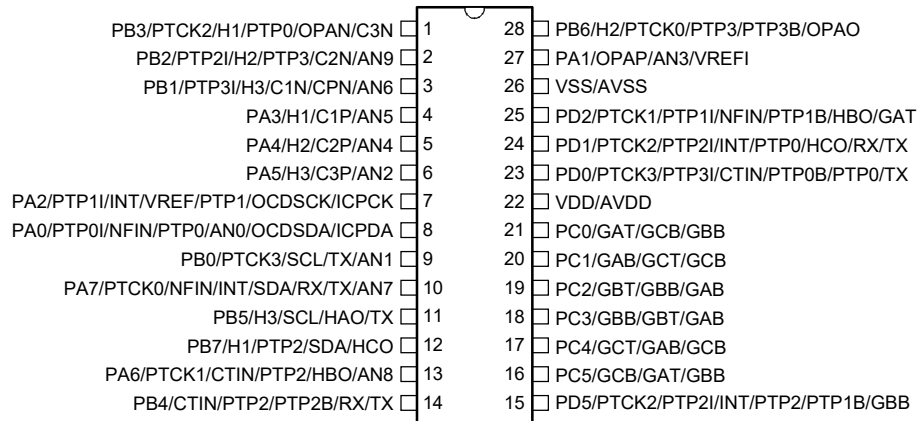 PB3/PTCK2/H1/PTP0/OPAN/C3N 1 28 PB6/H2/PTCK0/PTP3/PTP3B/OPAO
PB2/PTP2I/H2/PTP3/C2N/AN9 2 27 PA1/OPAP/AN3/VREFI
PB1/PTP3I/H3/C1N/CPN/AN6 3 26 VSS/AVSS
PA3/H1/C1P/AN5 4 25 PD2/PTCK1/PTP1I/NFIN/PTP1B/HBO/GAT
PA4/H2/C2P/AN4 5 24 PD1/PTCK2/PTP2I/INT/PTP0/HCO/RX/TX
PA5/H3/C3P/AN2 6 23 PD0/PTCK3/PTP3I/CTIN/PTP0B/PTP0/TX
PA2/PTP1I/INT/VREF/PTP1/OCDSCK/ICPCK 7 22 VDD/AVDD
PA0/PTP0I/NFIN/PTP0/AN0/OCDSDA/ICPDA 8 21 PC0/GAT/GCB/GBB
PB0/PTCK3/SCL/TX/AN1 9 20 PC1/GAB/GCT/GCB
PA7/PTCK0/NFIN/INT/SDA/RX/TX/AN7 10 19 PC2/GBT/GBB/GAB
PB5/H3/SCL/HAO/TX 11 18 PC3/GBB/GBT/GAB
PB7/H1/PTP2/SDA/HCO 12 17 PC4/GCT/GAB/GCB
PA6/PTCK1/CTIN/PTP2/HBO/AN8 13 16 PC5/GCB/GAT/GBB
PB4/CTIN/PTP2/PTP2B/RX/TX 14 15 PD5/PTCK2/PTP2I/INT/PTP2/PTP1B/GBB